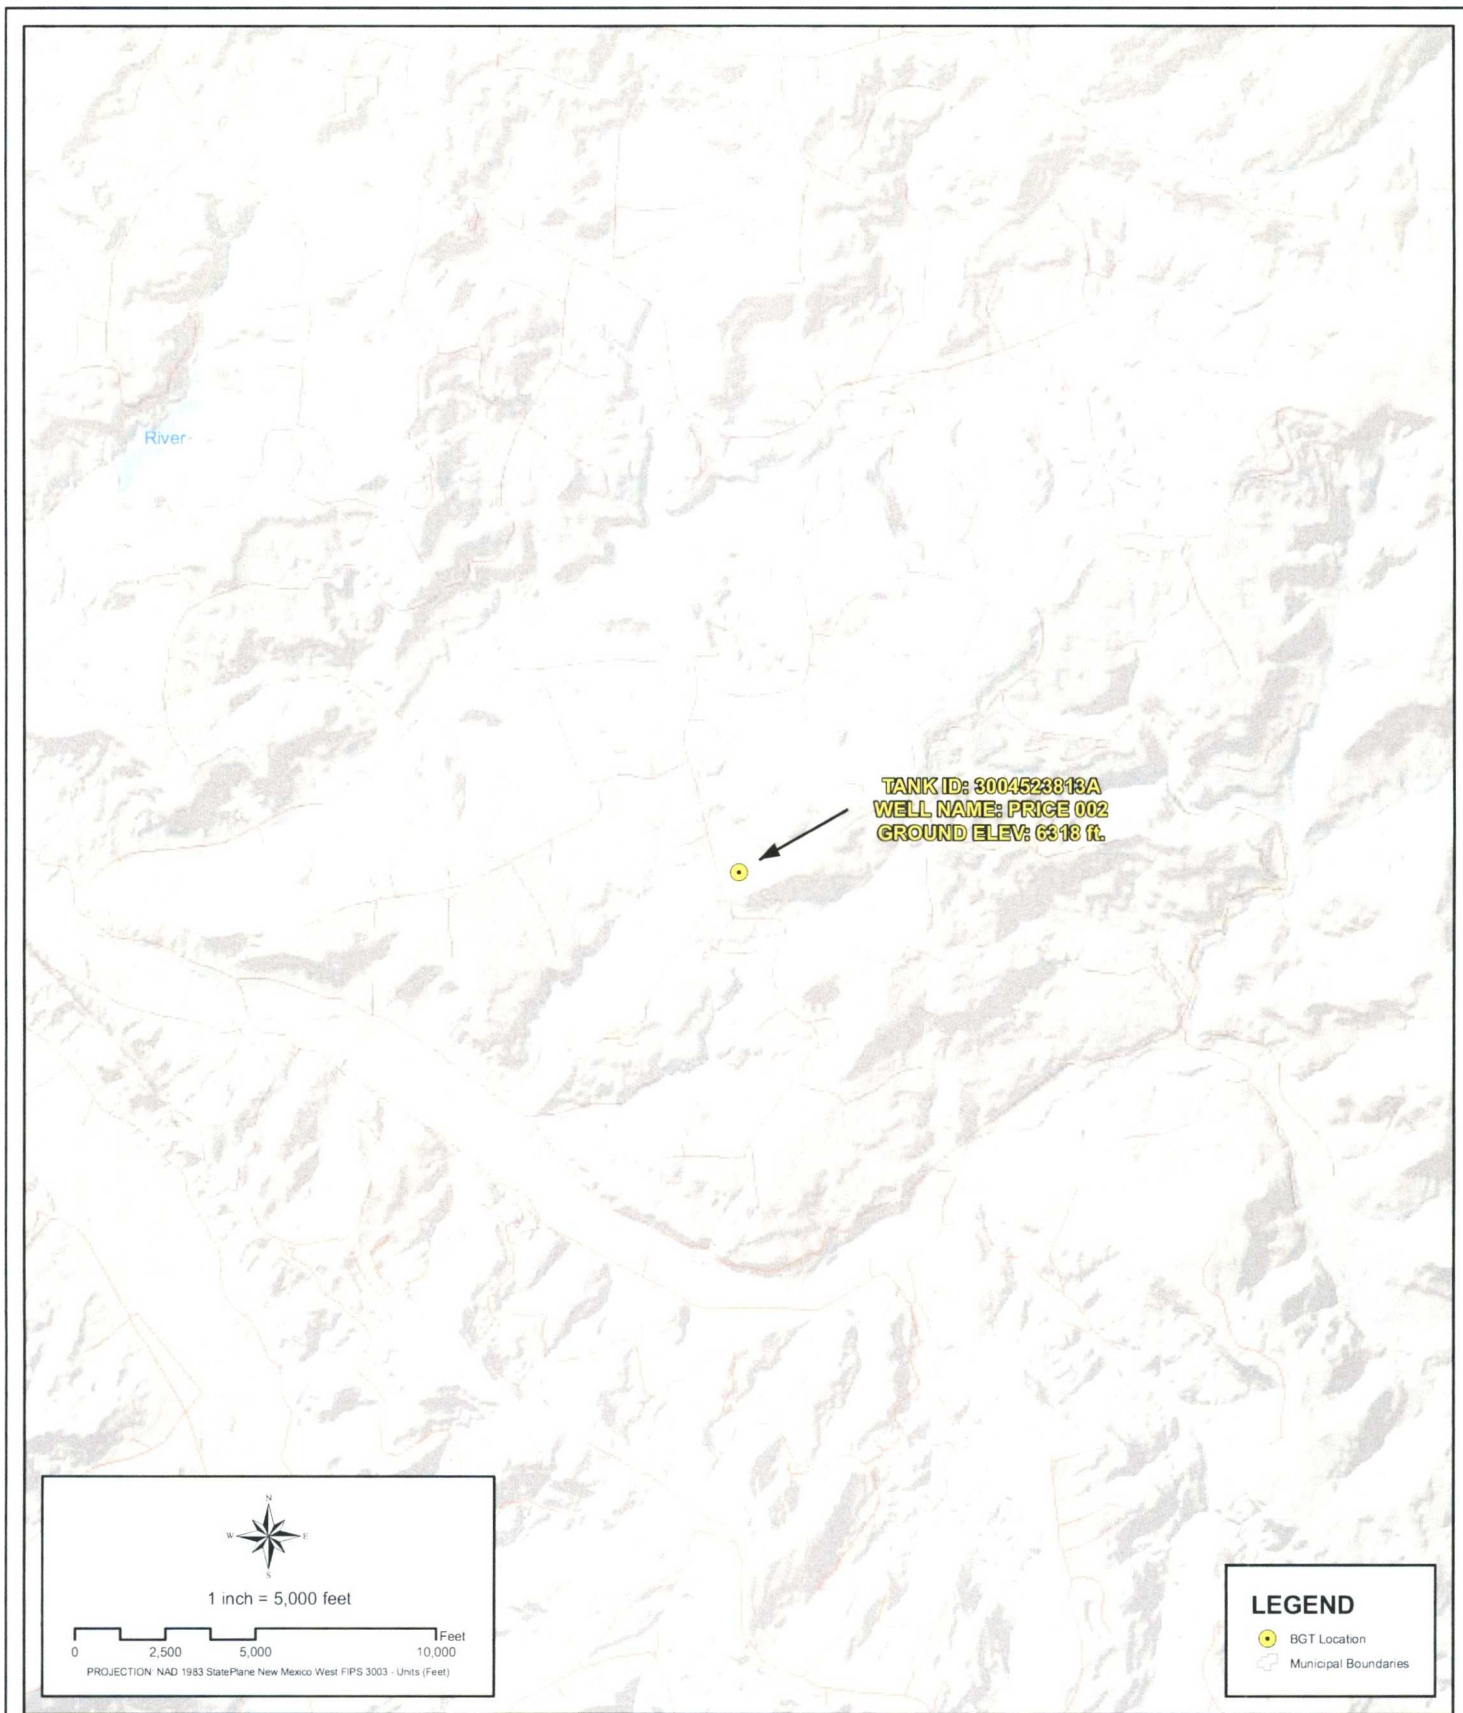 River
TANK ID: 3004523813A
WELL NAME: PRICE 002
GROUND ELEV: 6318 ft.
N
W E
S
1 inch = 5,000 feet
Feet
0 2,500 5,000 10,000
PROJECTION: NAD 1983 StatePlane New Mexico West FIPS 3003 - Units (Feet)
LEGEND
BGT Location
Municipal Boundaries